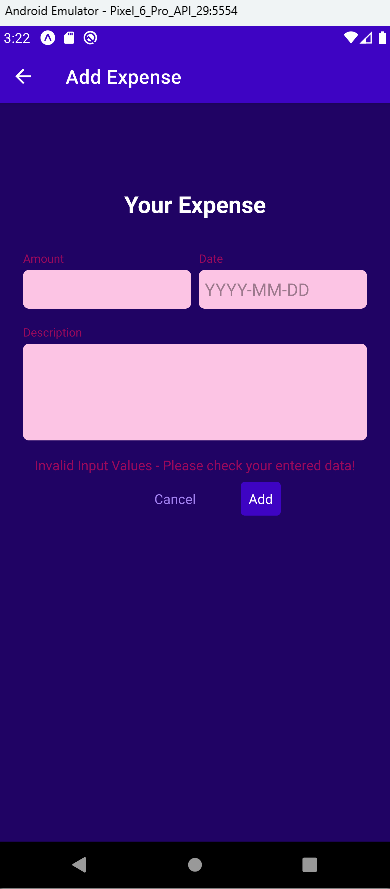 Android Emulator - Pixel_6_Pro_API_29:5554
3:22
Add Expense
Your Expense
Amount Date
YYYY-MM-DD
Description
Invalid Input Values - Please check your entered data!
Cancel Add